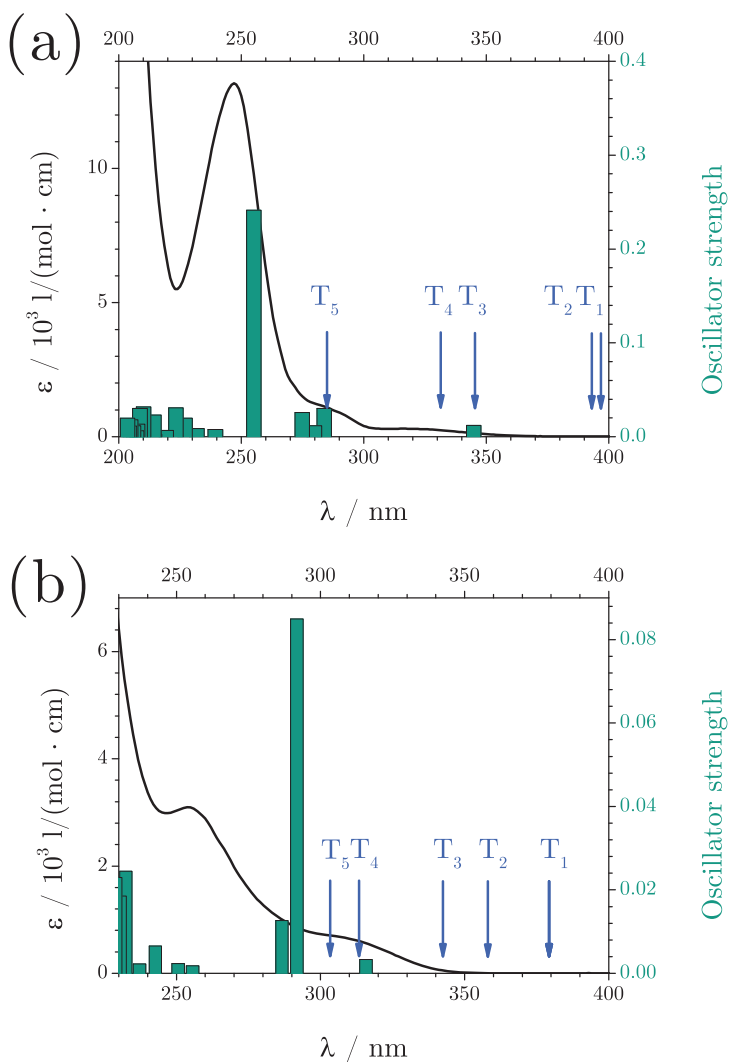 (a)
200 250 300 350 400
0.4
0.3
0.2
0.1
0.0
Oscillator strength
10
5
0
ε / 10³ l/(mol · cm)
T₅ T₄ T₃ T₂ T₁
200 250 300 350 400
λ / nm
(b)
250 300 350 400
0.08
0.06
0.04
0.02
0.00
Oscillator strength
6
4
2
0
ε / 10³ l/(mol · cm)
T₅ T₄ T₃ T₂ T₁
250 300 350 400
λ / nm